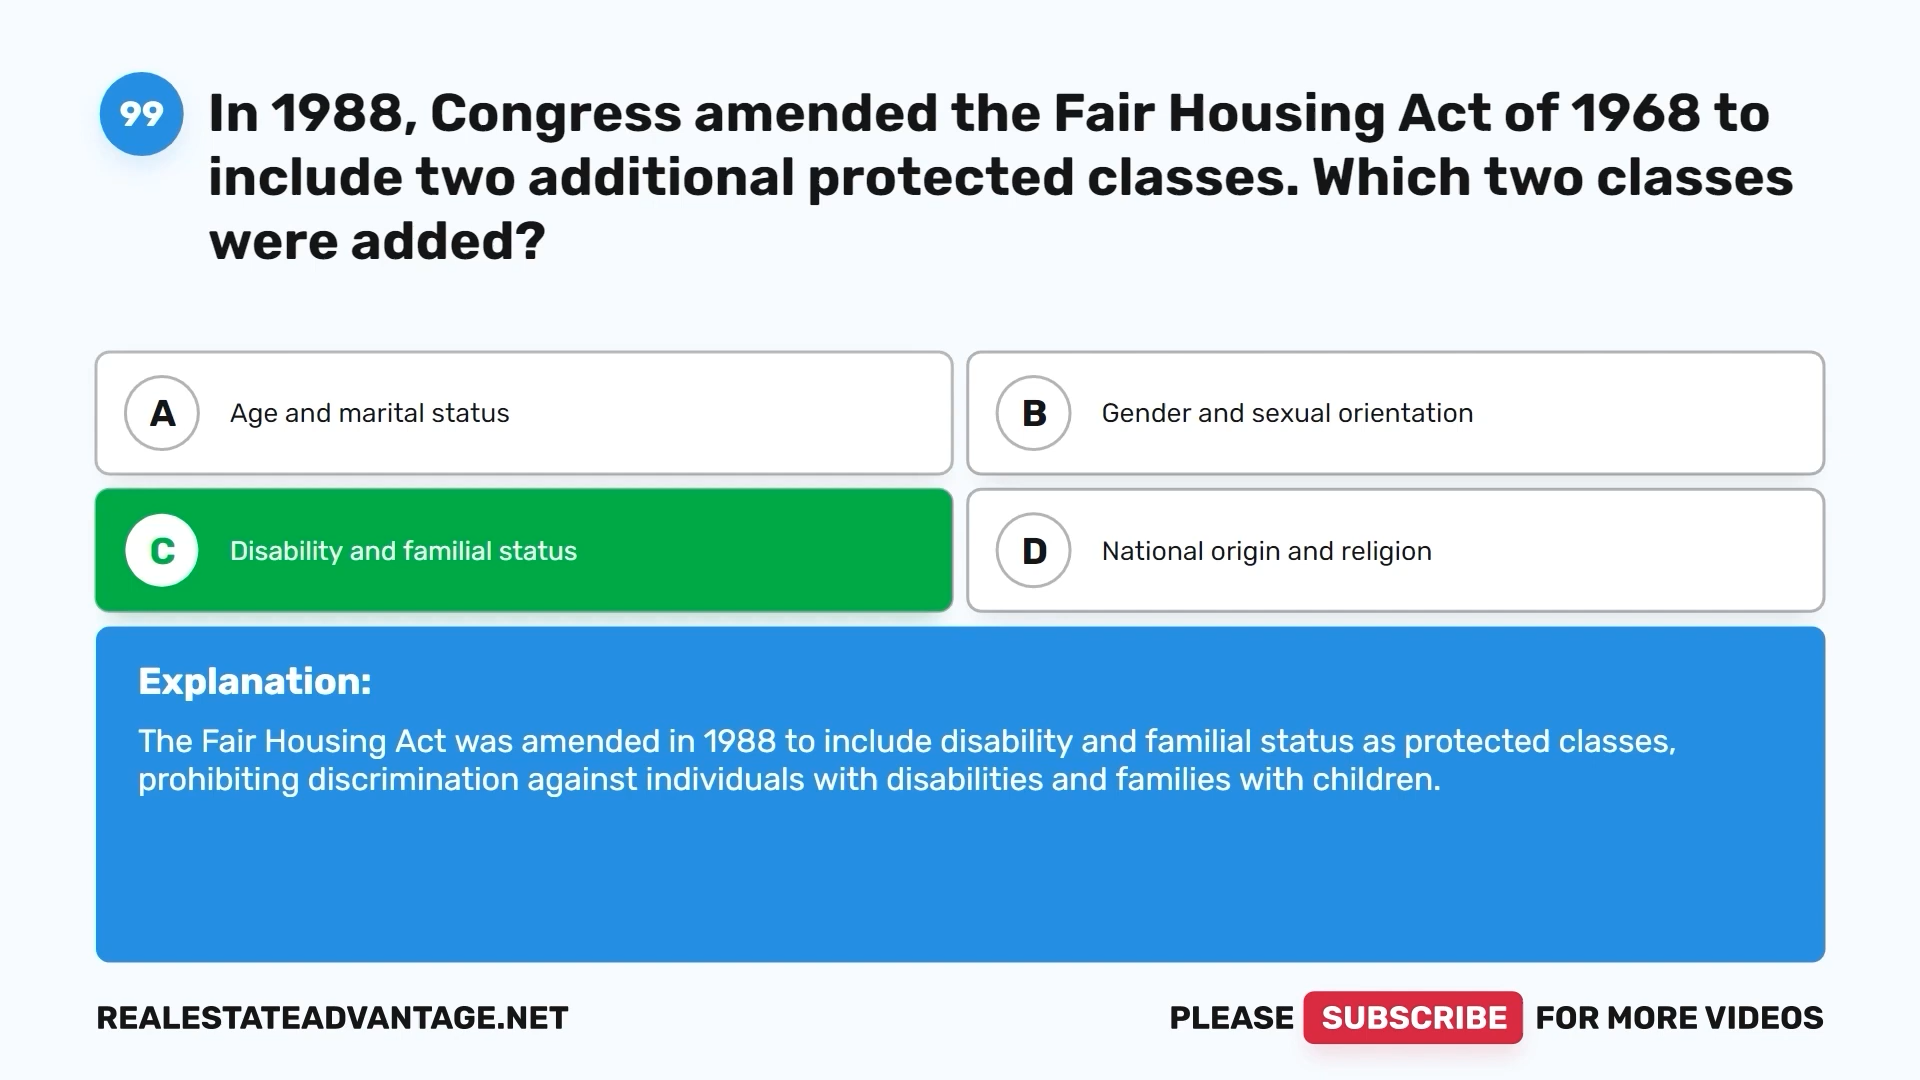 99
In 1988, Congress amended the Fair Housing Act of 1968 to
include two additional protected classes. Which two classes
were added?
A Age and marital status
B Gender and sexual orientation
C Disability and familial status
D National origin and religion
Explanation:
The Fair Housing Act was amended in 1988 to include disability and familial status as protected classes,
prohibiting discrimination against individuals with disabilities and families with children.
REALESTATEADVANTAGE.NET
PLEASE SUBSCRIBE FOR MORE VIDEOS